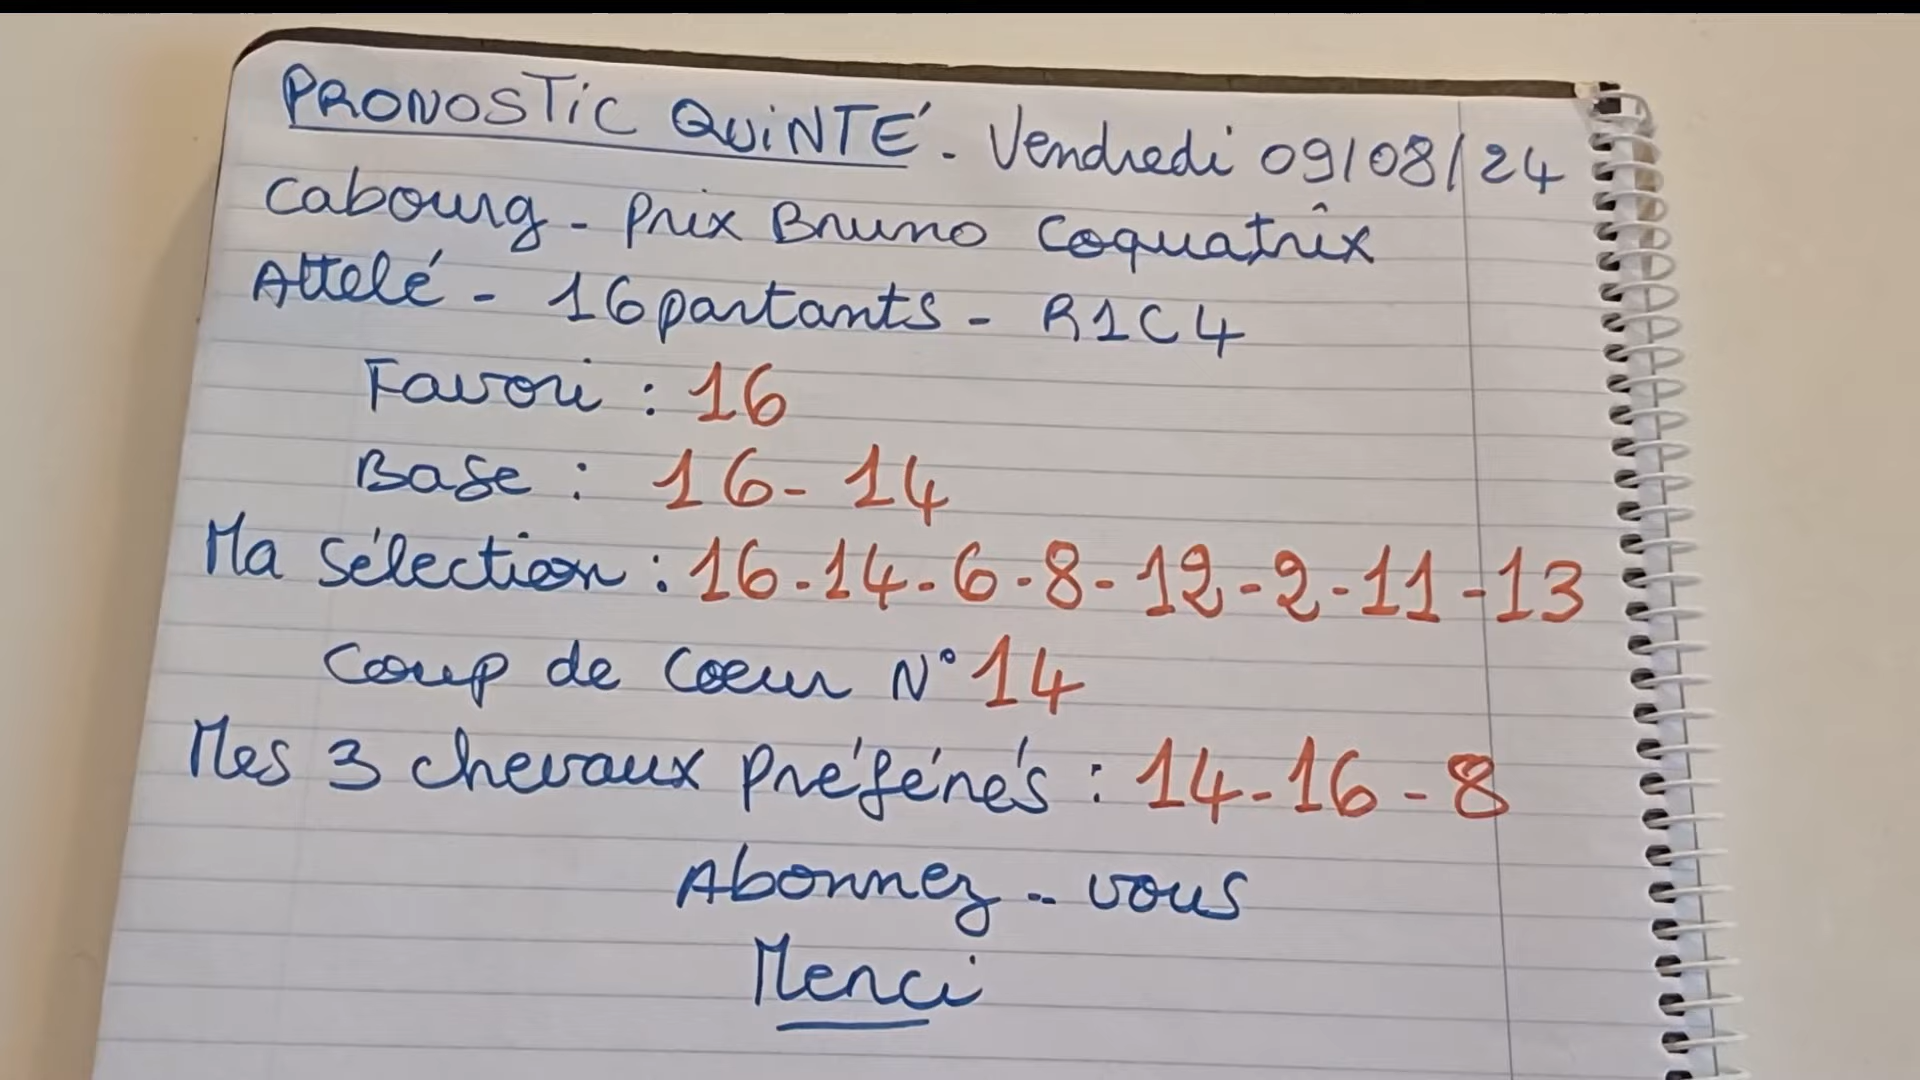 PRONOSTIC QUINTÉ - Vendredi 09/08/24
Cabourg - Prix Bruno Coquatrix
Attelé - 16 partants - R1C4
Favori : 16
Base : 16 - 14
Ma sélection : 16 - 14 - 6 - 8 - 12 - 2 - 11 - 13
Coup de coeur N° 14
Mes 3 chevaux préférés : 14 - 16 - 8
Abonnez - vous
Merci